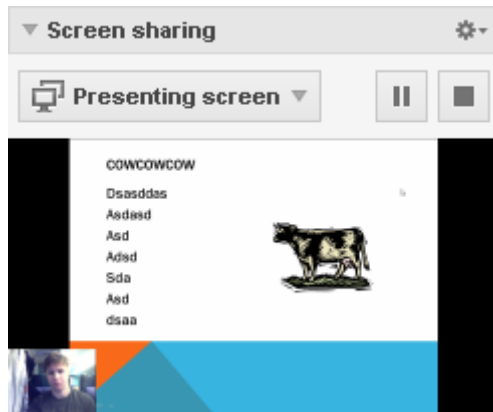 Screen sharing
Presenting screen
COWCOWCOW
Dsasddas
Asdasd
Asd
Adsd
Sda
Asd
dsaa